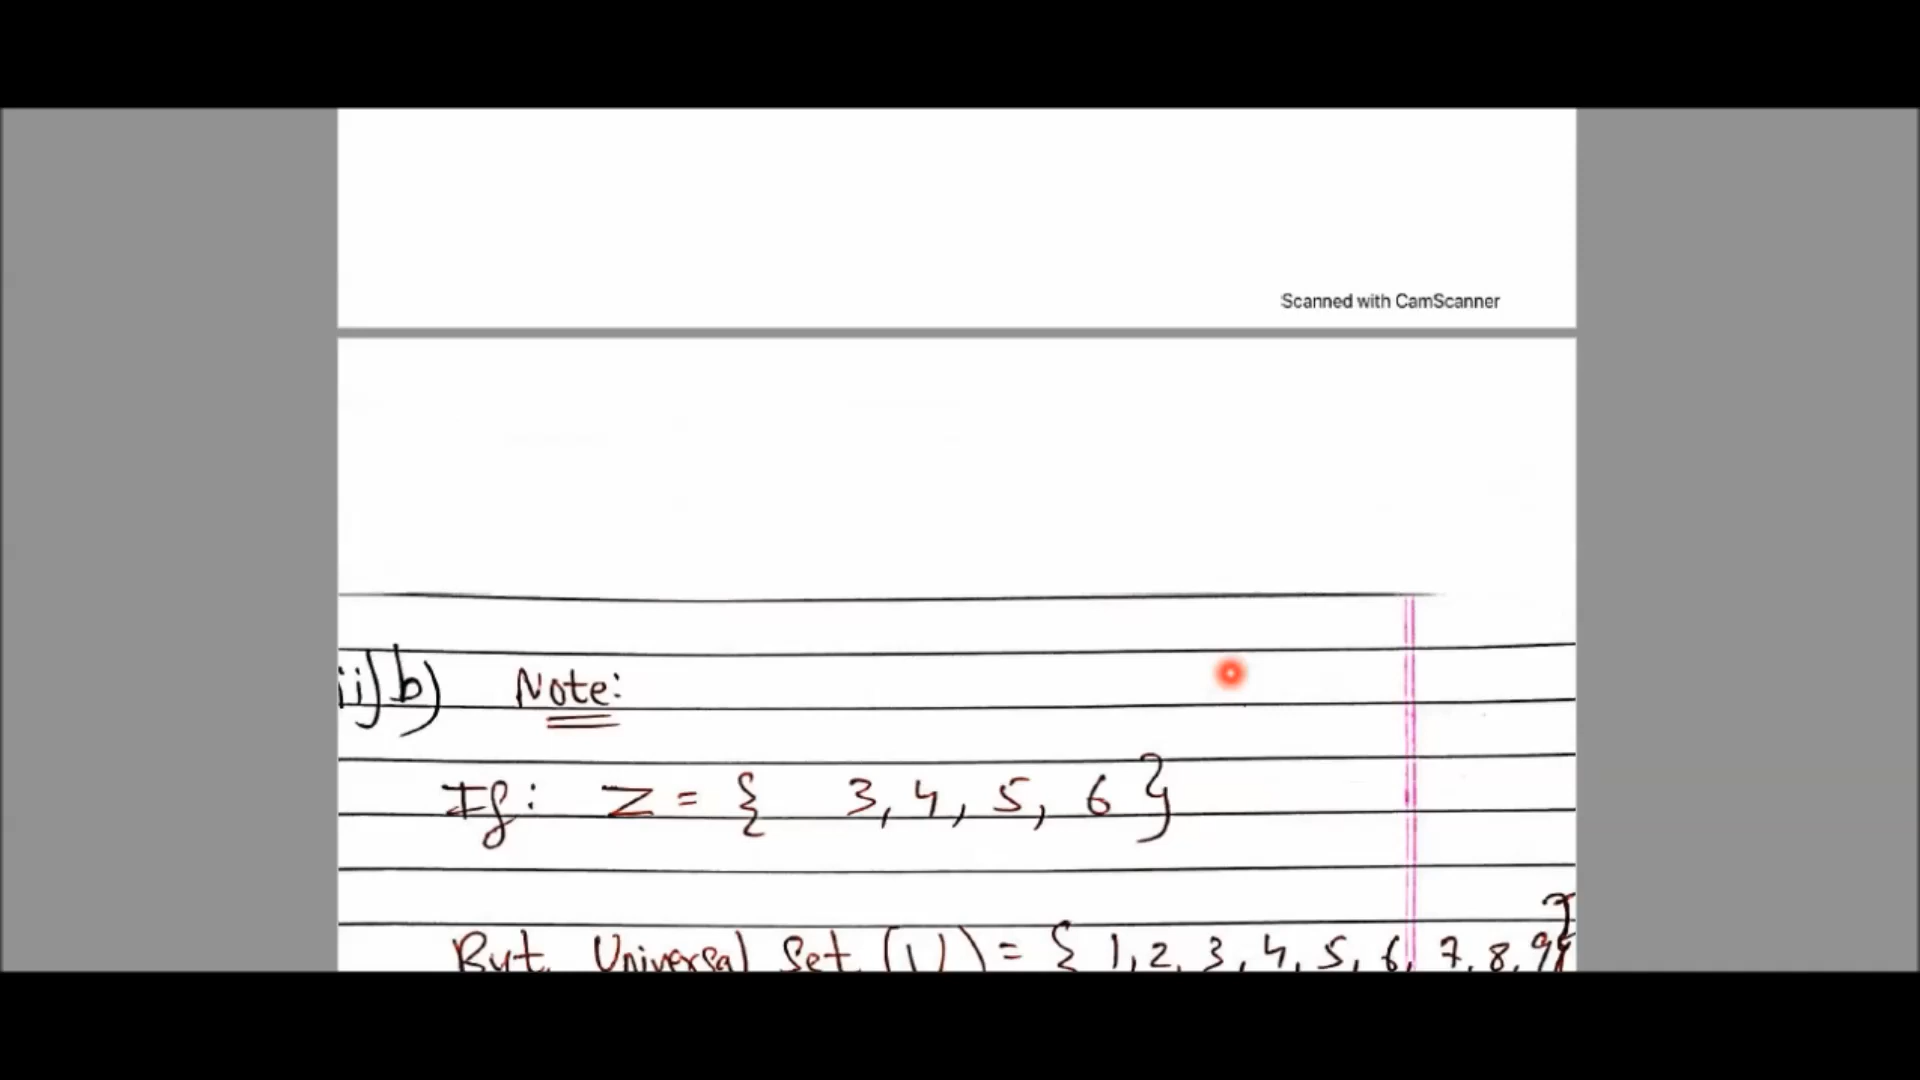 Scanned with CamScanner
ii) b) Note:
If: Z = { 3, 4, 5, 6 }
But Universal Set (U) = { 1, 2, 3, 4, 5, 6, 7, 8, 9 }